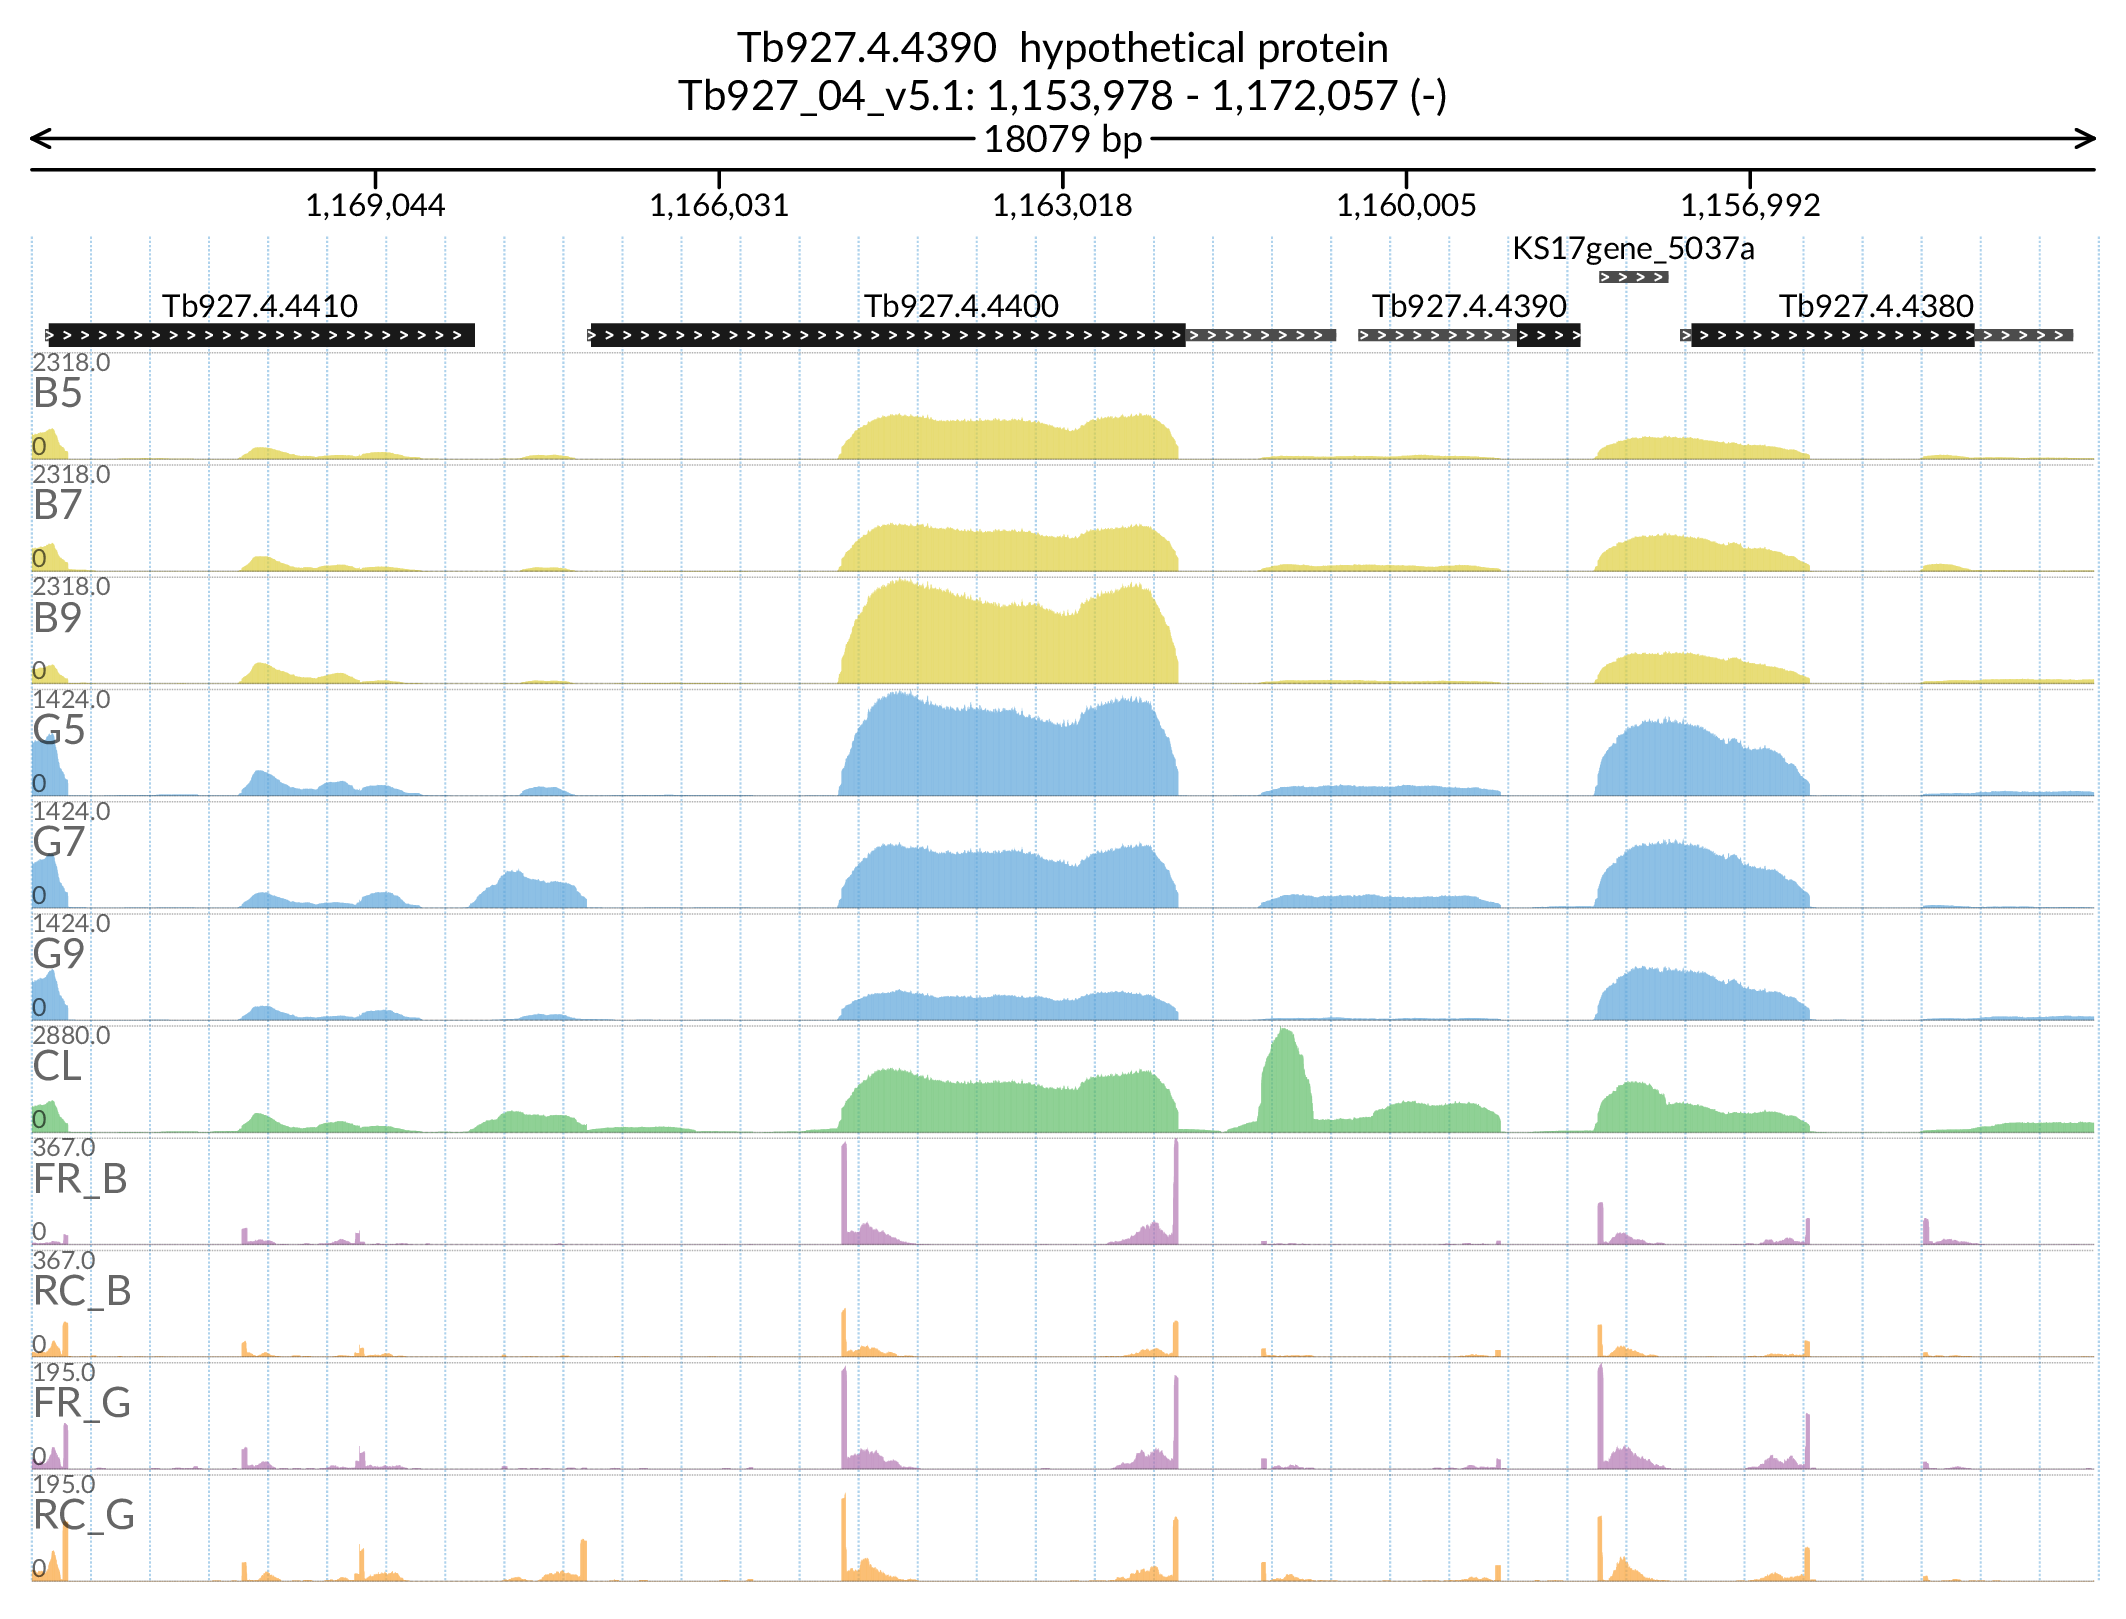 Tb927.4.4390  hypothetical protein
Tb927_04_v5.1: 1,153,978 - 1,172,057 (-)
18079 bp
1,169,044 1,166,031 1,163,018 1,160,005 1,156,992
KS17gene_5037a
Tb927.4.4410 Tb927.4.4400 Tb927.4.4390 Tb927.4.4380
2318.0
B5
0
2318.0
B7
0
2318.0
B9
0
1424.0
G5
0
1424.0
G7
0
1424.0
G9
0
2880.0
CL
0
367.0
FR_B
0
367.0
RC_B
0
195.0
FR_G
0
195.0
RC_G
0